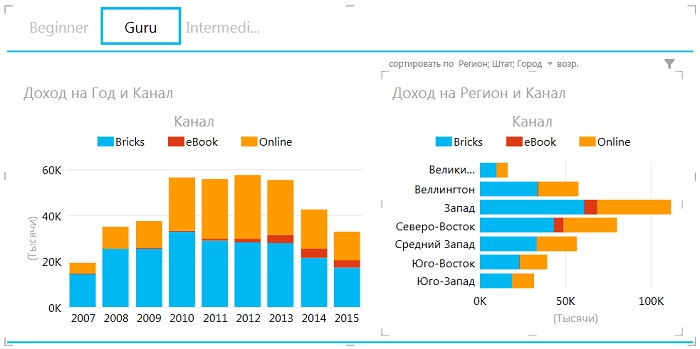 Beginner Guru Intermedi...
сортировать по Регион; Штат; Город возр.
Доход на Год и Канал
Канал
Bricks eBook Online
60K
40K
20K
0K
(Тысячи)
2007 2008 2009 2010 2011 2012 2013 2014 2015
Доход на Регион и Канал
Канал
Bricks eBook Online
Велики...
Веллингтон
Запад
Северо-Восток
Средний Запад
Юго-Восток
Юго-Запад
0K 50K 100K
(Тысячи)